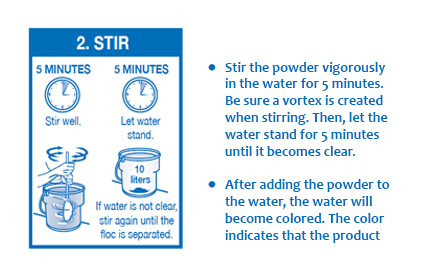 2. STIR
5 MINUTES
Stir well.
5 MINUTES
Let water
stand.
10
liters
If water is not clear,
stir again until the
floc is separated.
• Stir the powder vigorously
in the water for 5 minutes.
Be sure a vortex is created
when stirring. Then, let the
water stand for 5 minutes
until it becomes clear.
• After adding the powder to
the water, the water will
become colored. The color
indicates that the product